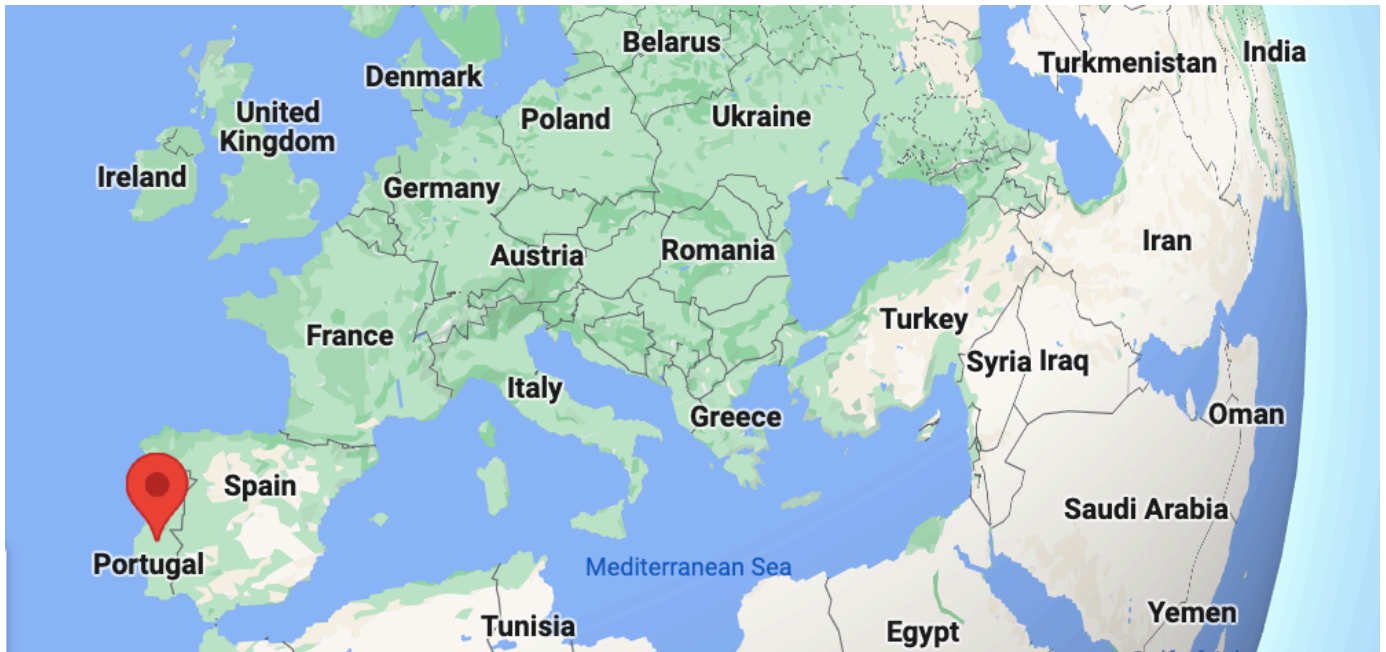 Belarus
Turkmenistan
India
Denmark
United
Kingdom
Poland
Ukraine
Ireland
Germany
Austria
Romania
Iran
France
Turkey
Syria
Iraq
Italy
Greece
Oman
Spain
Saudi Arabia
Portugal
Mediterranean Sea
Tunisia
Yemen
Egypt